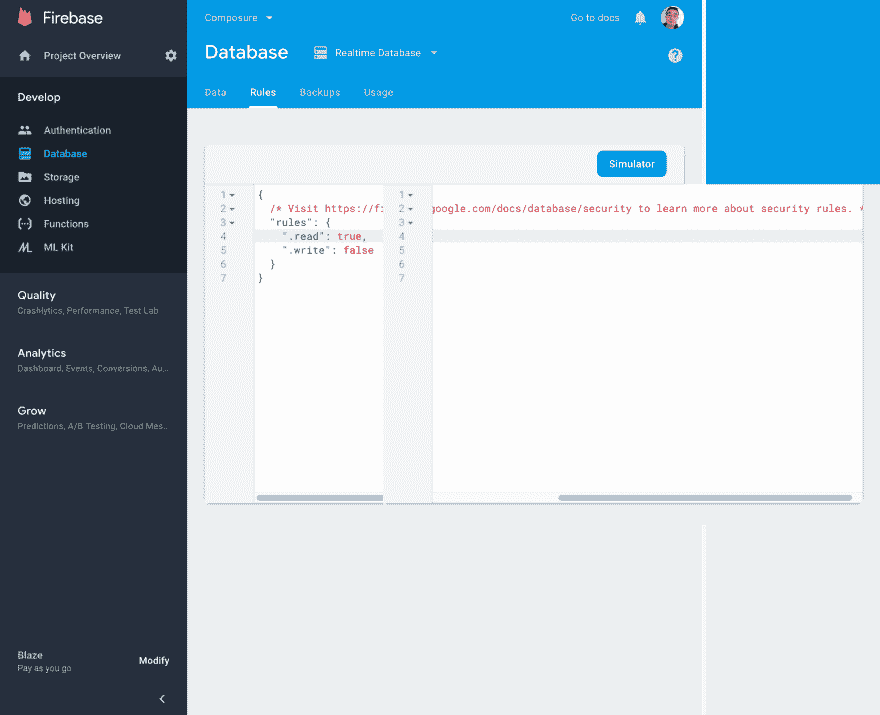 Firebase
Project Overview
Develop
Authentication
Database
Storage
Hosting
Functions
ML Kit
Quality
Crashlytics, Performance, Test Lab
Analytics
Dashboard, Events, Conversions, Au...
Grow
Predictions, A/B Testing, Cloud Mes...
Blaze
Pay as you go
Modify
Composure
Go to docs
Database
Realtime Database
Data Rules Backups Usage
Simulator
1 {
2 /* Visit https://fi
3 "rules": {
4 ".read": true,
5 ".write": false
6 }
7 }
1
2 google.com/docs/database/security to learn more about security rules. *
3
4
5
6
7